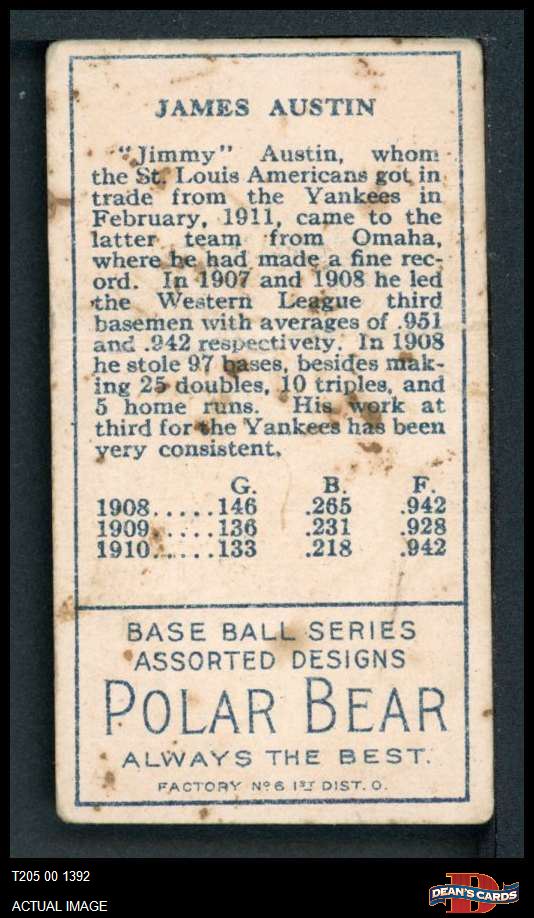 JAMES AUSTIN
"Jimmy" Austin, whom
the St. Louis Americans got in
trade from the Yankees in
February, 1911, came to the
latter team from Omaha,
where he had made a fine rec-
ord. In 1907 and 1908 he led
the Western League third
basemen with averages of .951
and .942 respectively. In 1908
he stole 97 bases, besides mak-
ing 25 doubles, 10 triples, and
5 home runs. His work at
third for the Yankees has been
very consistent.
G. B. F.
1908.....146 .265 .942
1909.....136 .231 .928
1910.....133 .218 .942
BASE BALL SERIES
ASSORTED DESIGNS
POLAR BEAR
ALWAYS THE BEST.
FACTORY Nº 6 1ST DIST. O.
T205 00 1392
ACTUAL IMAGE
D
DEAN'S CARDS